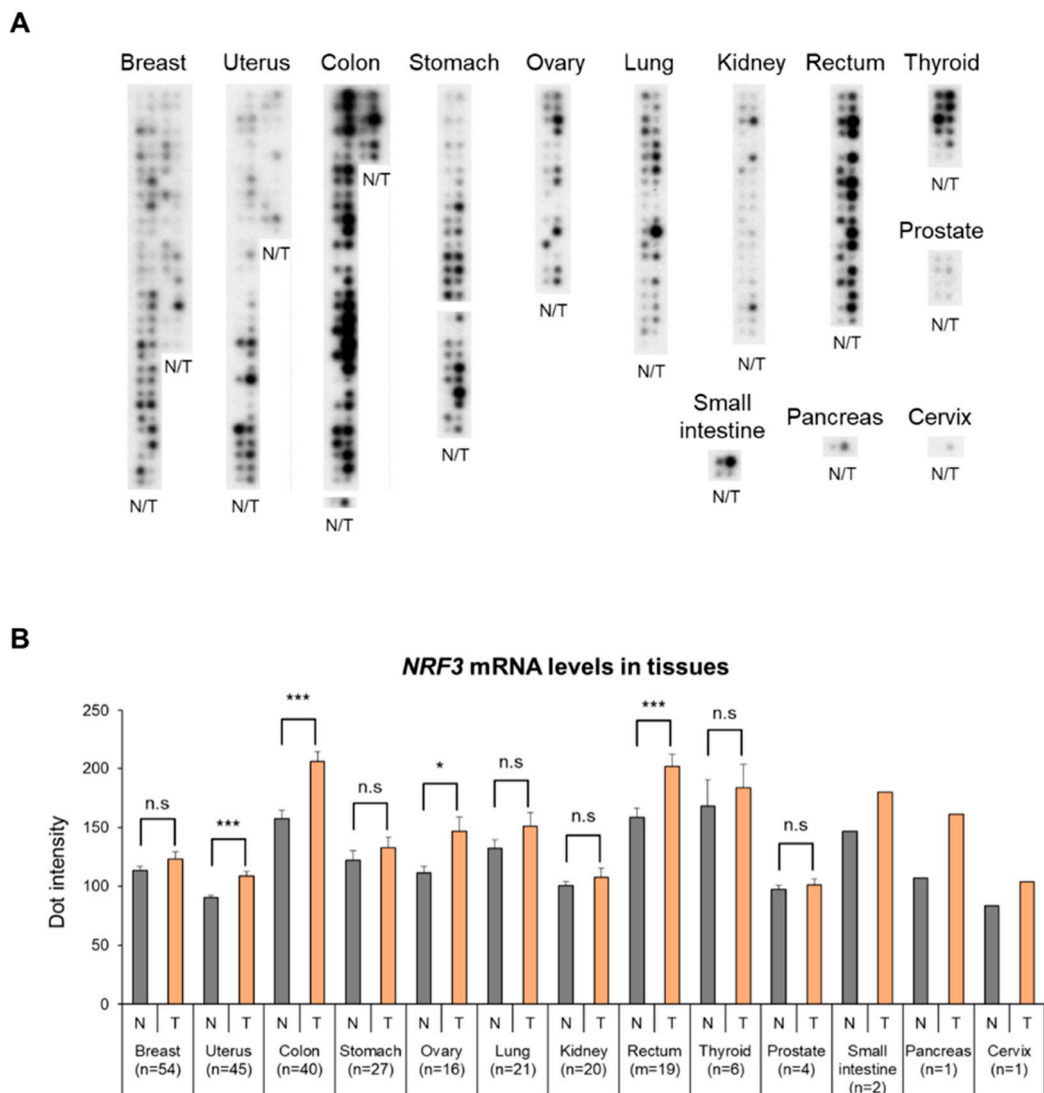 A
Breast Uterus Colon Stomach Ovary Lung Kidney Rectum Thyroid
N/T
N/T
N/T
Prostate
N/T
N/T
N/T
N/T
N/T
N/T
N/T
Small
intestine
Pancreas Cervix
N/T
N/T
N/T
N/T
N/T
N/T
N/T
B
NRF3 mRNA levels in tissues
Dot intensity
250
200
150
100
50
0
n.s *** *** n.s * n.s n.s *** n.s n.s
N T N T N T N T N T N T N T N T N T N T N T N T N T
Breast Uterus Colon Stomach Ovary Lung Kidney Rectum Thyroid Prostate Small Pancreas Cervix
(n=54) (n=45) (n=40) (n=27) (n=16) (n=21) (n=20) (m=19) (n=6) (n=4) intestine (n=1) (n=1)
(n=2)